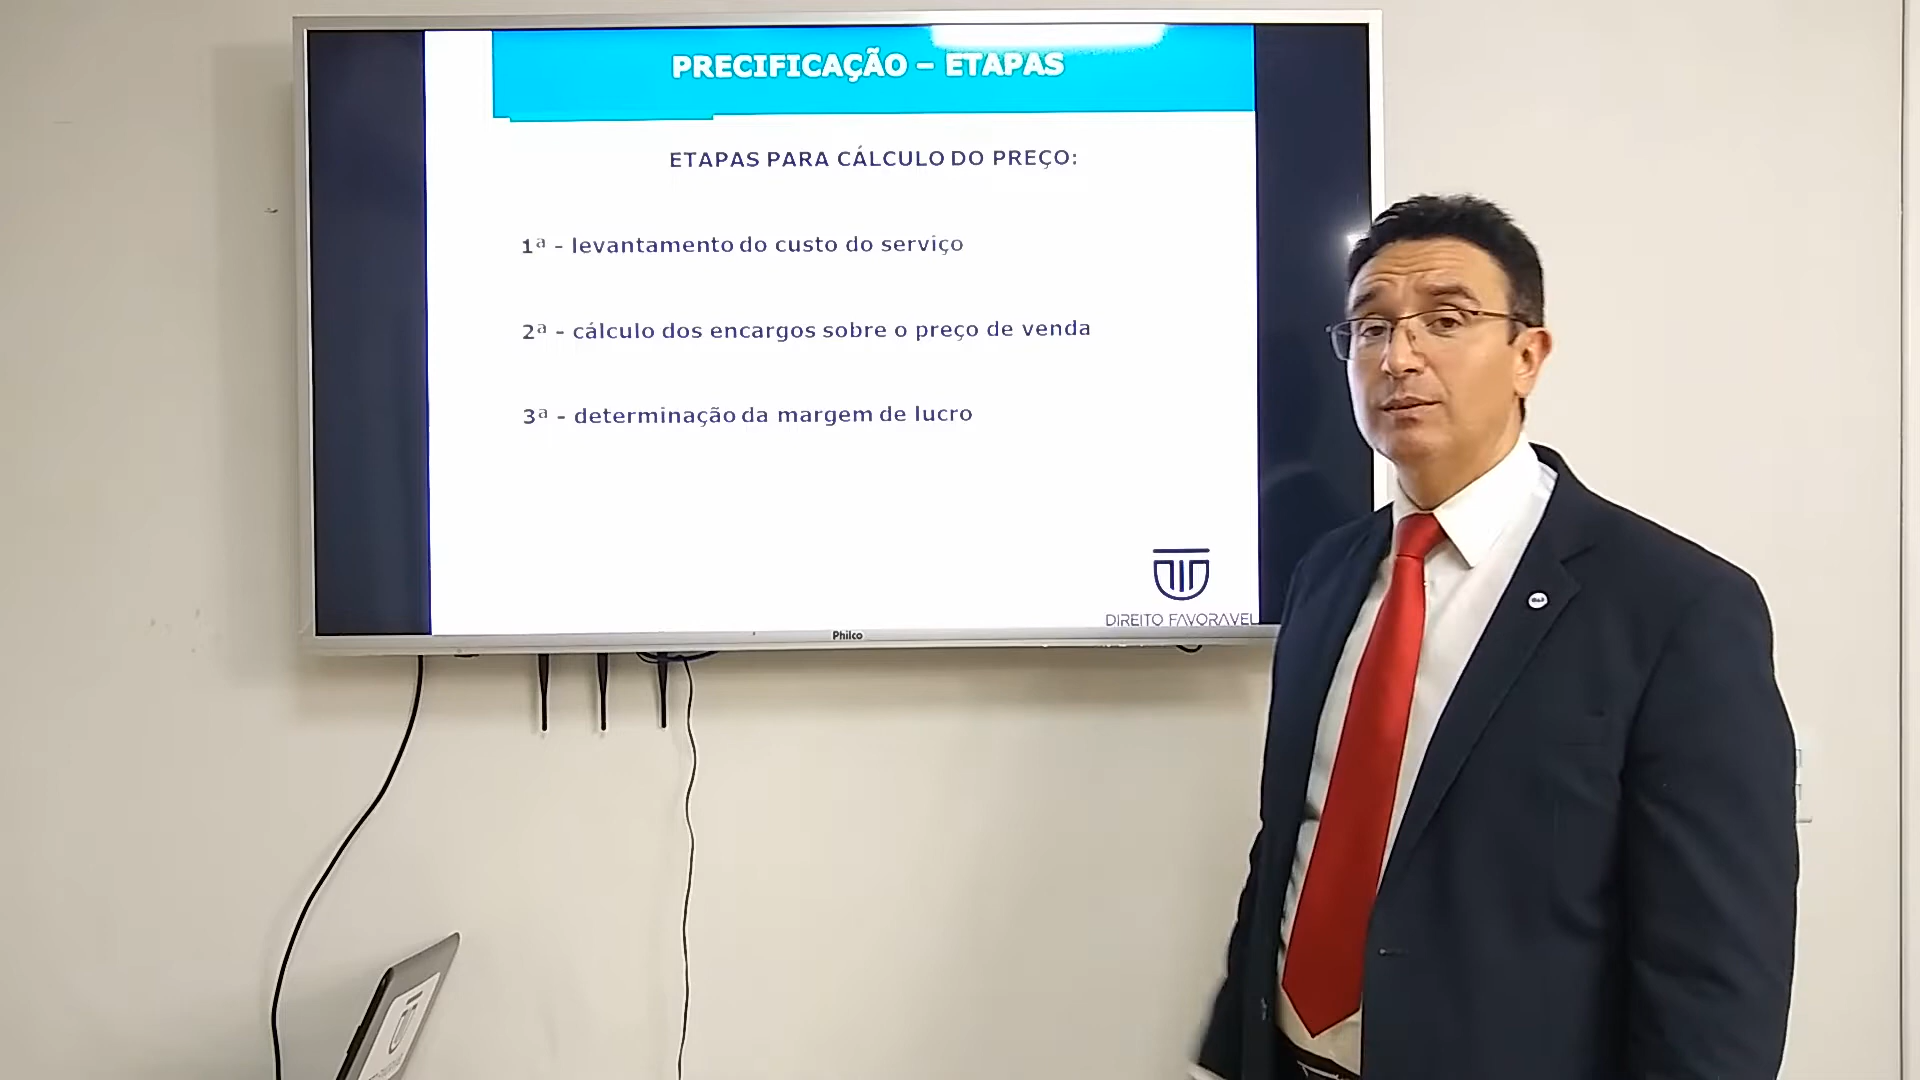 PRECIFICAÇÃO – ETAPAS
ETAPAS PARA CÁLCULO DO PREÇO:
1ª - levantamento do custo do serviço
2ª - cálculo dos encargos sobre o preço de venda
3ª - determinação da margem de lucro
DIREITO FAVORAVEL
Philco